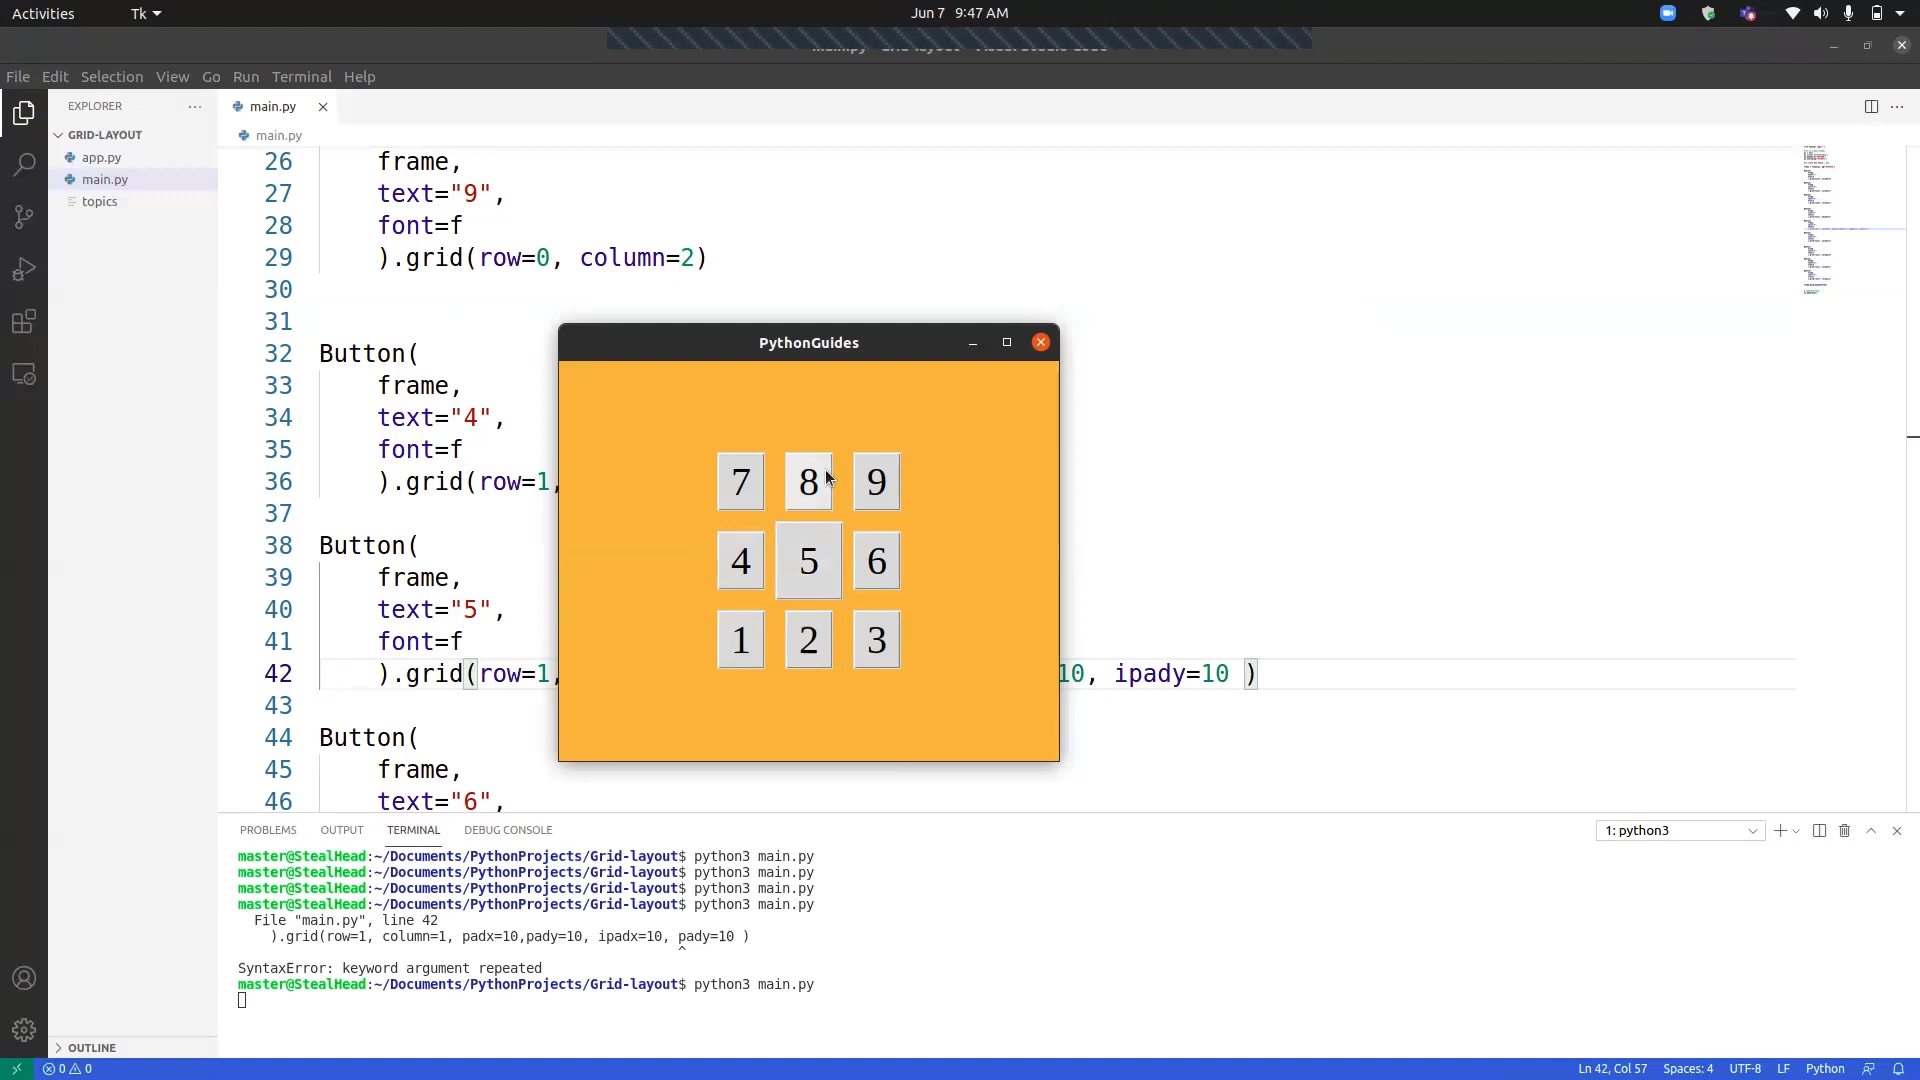 Activities
Tk
Jun 7 9:47 AM
File Edit Selection View Go Run Terminal Help
EXPLORER
main.py
GRID-LAYOUT
main.py
app.py
main.py
topics
26 frame,
27 text="9",
28 font=f
29 ).grid(row=0, column=2)
30
31
32 Button(
33 frame,
34 text="4",
35 font=f
36 ).grid(row=1,
37
38 Button(
39 frame,
40 text="5",
41 font=f
42 ).grid(row=1, 10, ipady=10 )
43
44 Button(
45 frame,
46 text="6",
PythonGuides
7 8 9
4 5 6
1 2 3
PROBLEMS OUTPUT TERMINAL DEBUG CONSOLE
1: python3
master@StealHead:~/Documents/PythonProjects/Grid-layout$ python3 main.py
master@StealHead:~/Documents/PythonProjects/Grid-layout$ python3 main.py
master@StealHead:~/Documents/PythonProjects/Grid-layout$ python3 main.py
master@StealHead:~/Documents/PythonProjects/Grid-layout$ python3 main.py
File "main.py", line 42
).grid(row=1, column=1, padx=10,pady=10, ipadx=10, pady=10 )
^
SyntaxError: keyword argument repeated
master@StealHead:~/Documents/PythonProjects/Grid-layout$ python3 main.py
OUTLINE
0 0
Ln 42, Col 57 Spaces: 4 UTF-8 LF Python